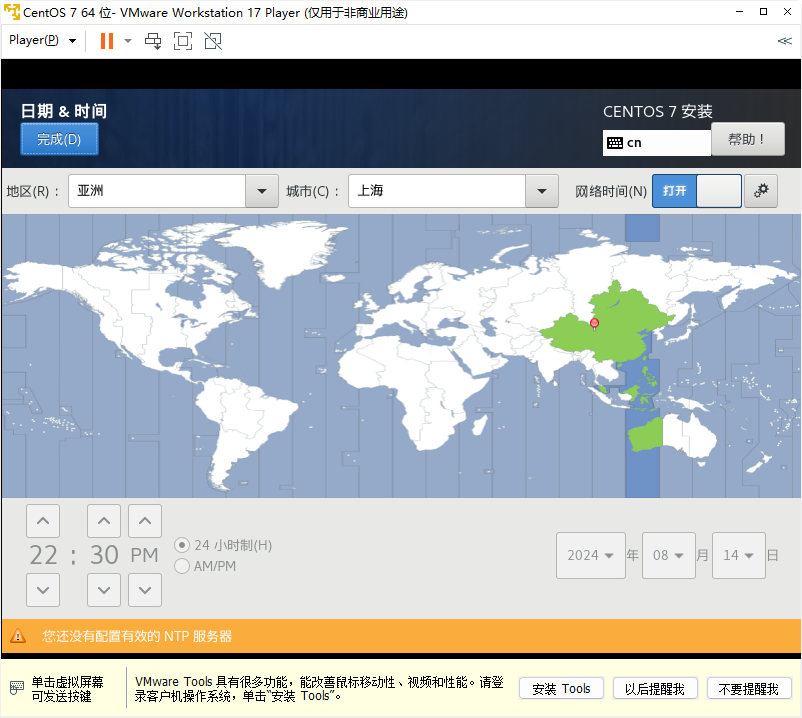 CentOS 7 64 位- VMware Workstation 17 Player (仅用于非商业用途)
Player(P)
日期 & 时间
CENTOS 7 安装
完成(D)
cn
帮助！
地区(R)： 亚洲 城市(C)： 上海 网络时间(N) 打开
22 : 30 PM
24 小时制(H)
AM/PM
2024 年 08 月 14 日
您还没有配置有效的 NTP 服务器
单击虚拟屏幕
可发送按键
VMware Tools 具有很多功能，能改善鼠标移动性、视频和性能。请登
录客户机操作系统，单击“安装 Tools”。
安装 Tools
以后提醒我
不要提醒我